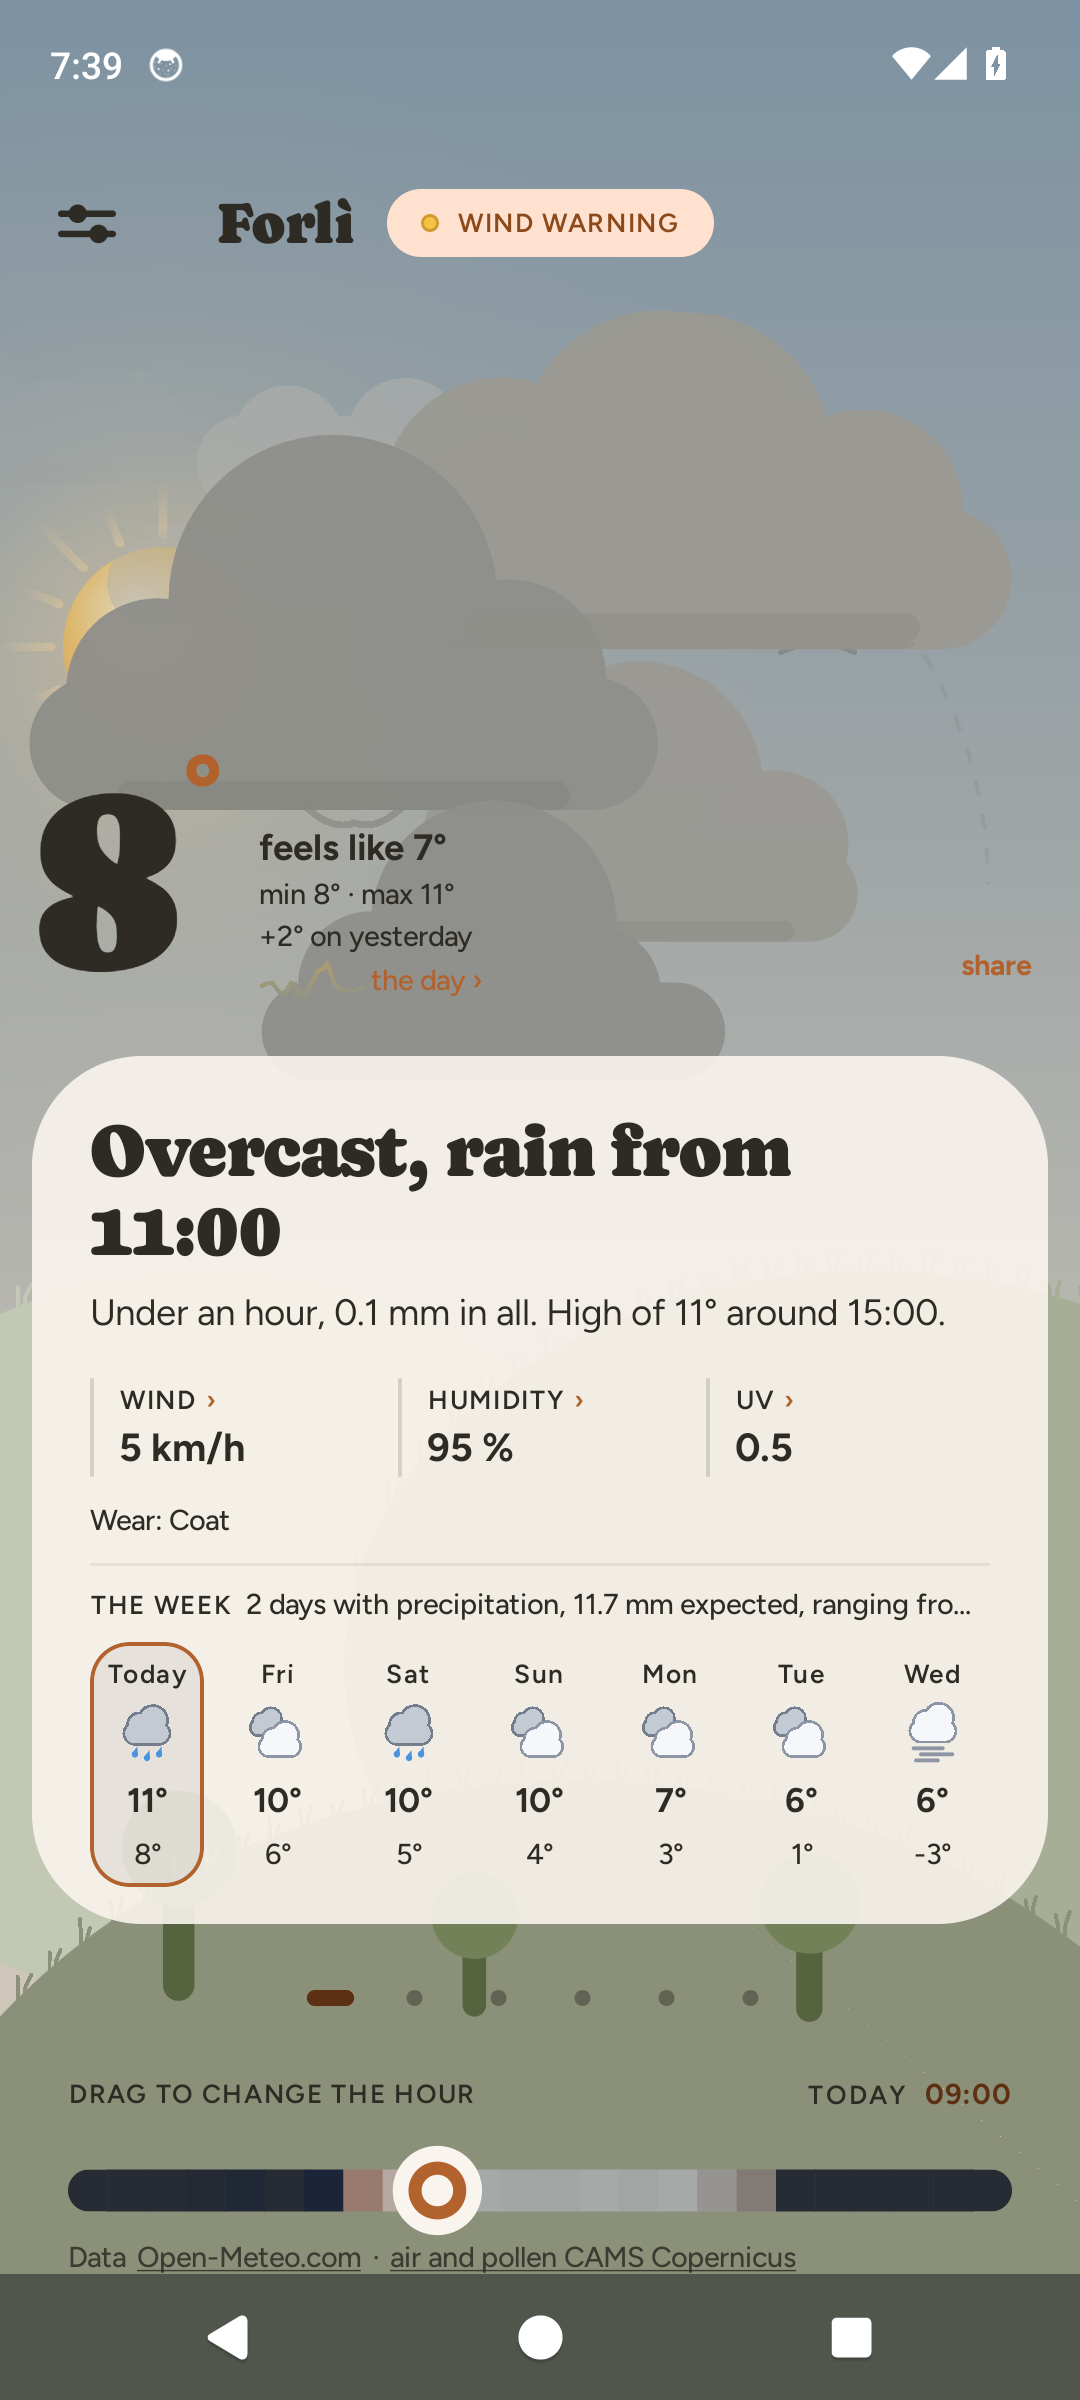 7:39
Forlì
WIND WARNING
8
feels like 7°
min 8° · max 11°
+2° on yesterday
the day ›
share
Overcast, rain from
11:00
Under an hour, 0.1 mm in all. High of 11° around 15:00.
WIND › HUMIDITY › UV ›
5 km/h 95 % 0.5
Wear: Coat
THE WEEK 2 days with precipitation, 11.7 mm expected, ranging fro...
Today Fri Sat Sun Mon Tue Wed
11° 10° 10° 10° 7° 6° 6°
8° 6° 5° 4° 3° 1° -3°
DRAG TO CHANGE THE HOUR TODAY 09:00
Data Open-Meteo.com · air and pollen CAMS Copernicus